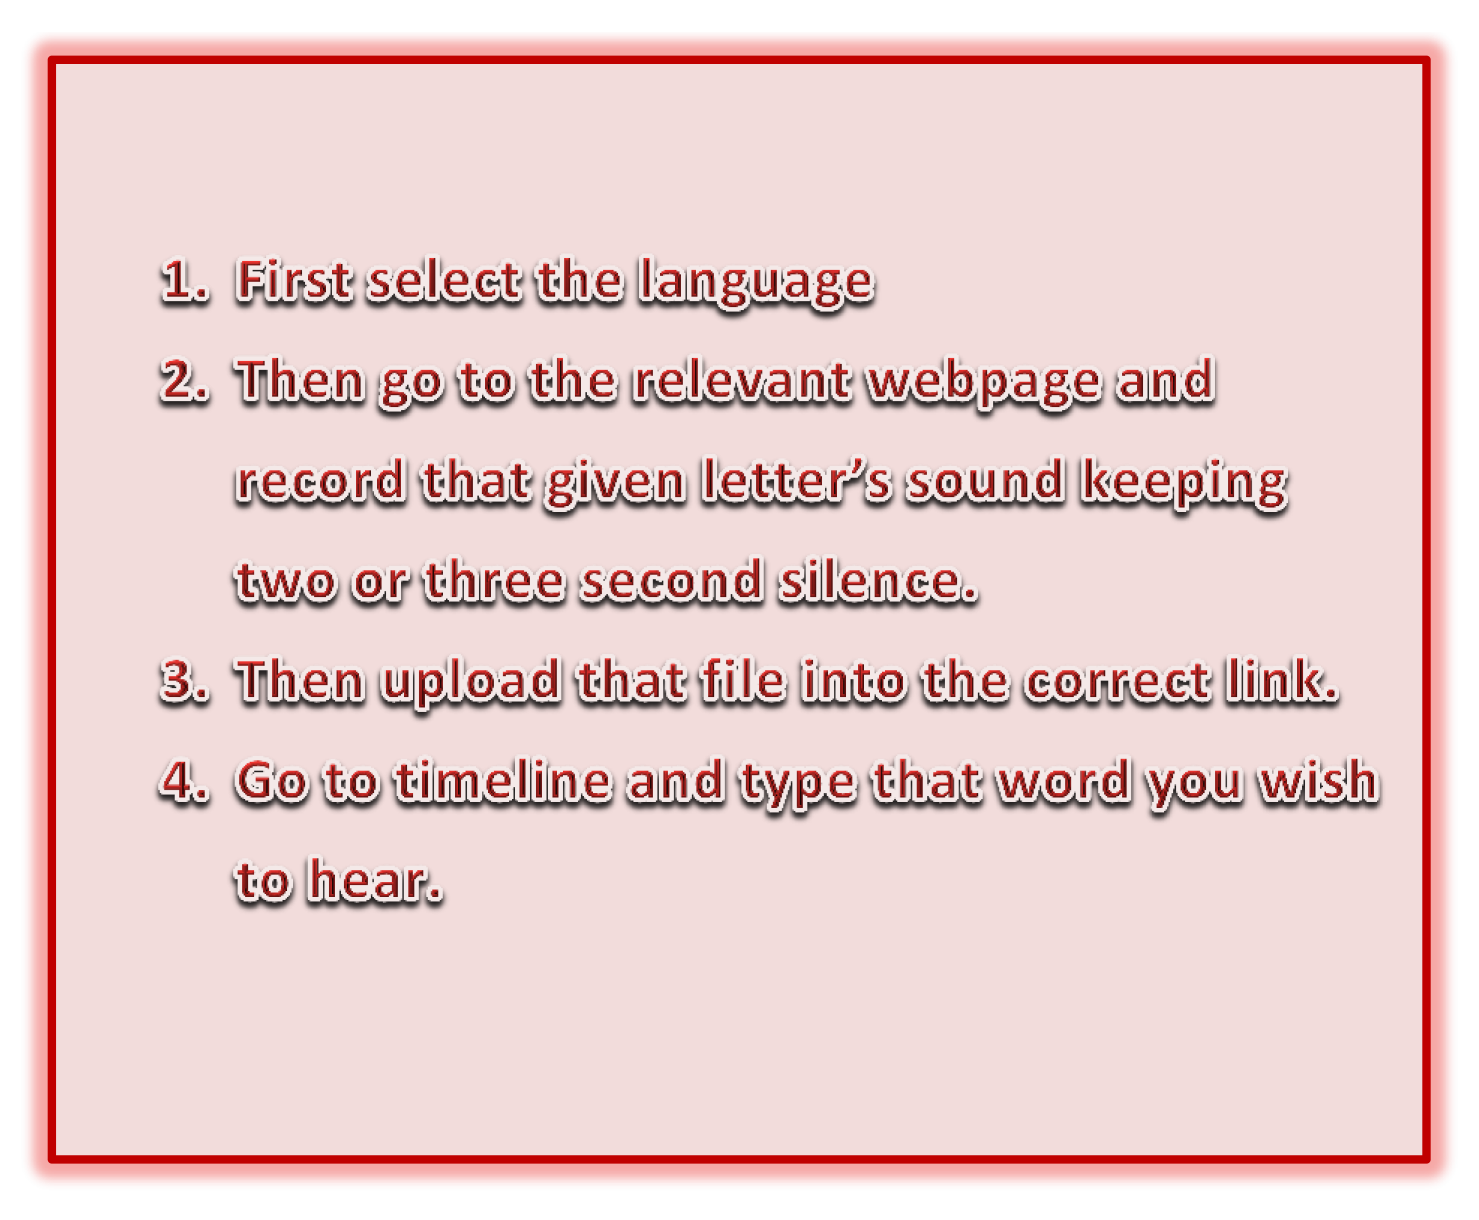 1. First select the language
2. Then go to the relevant webpage and
record that given letter’s sound keeping
two or three second silence.
3. Then upload that file into the correct link.
4. Go to timeline and type that word you wish
to hear.